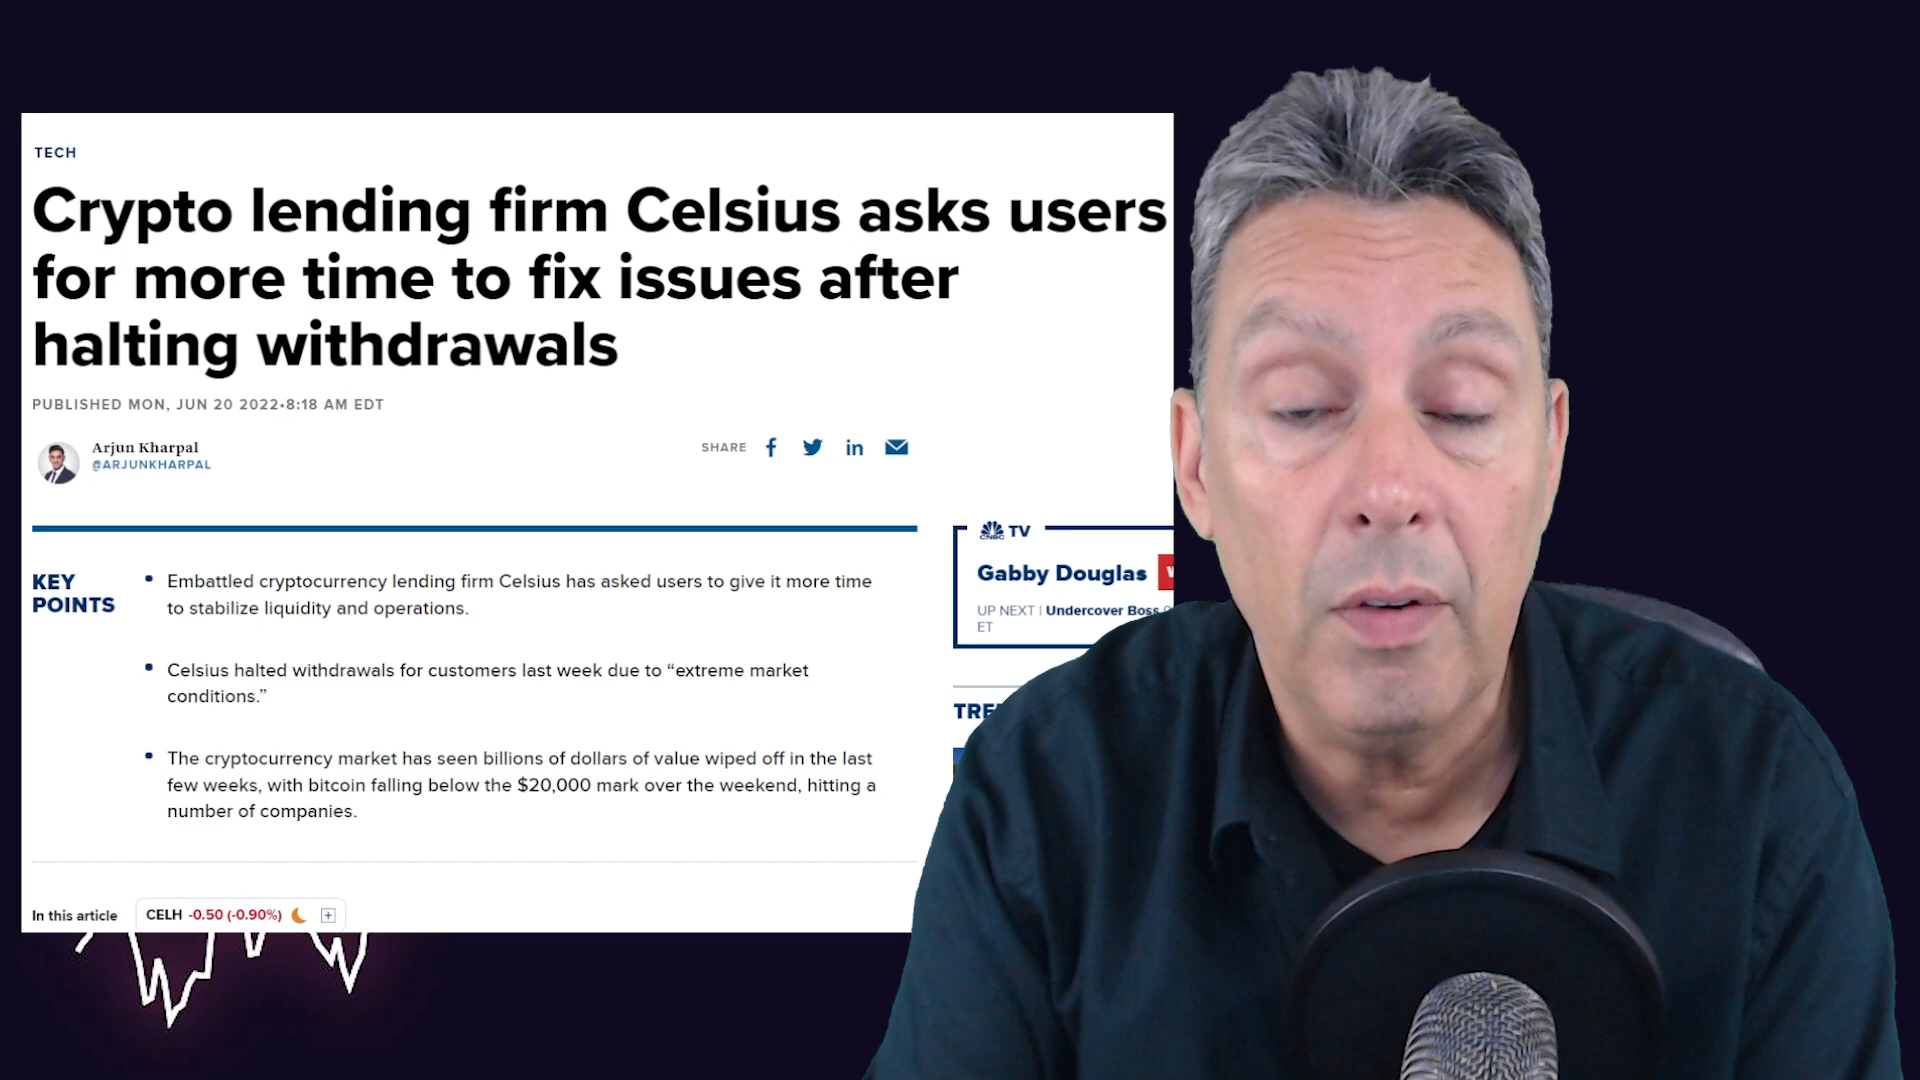 TECH
Crypto lending firm Celsius asks users
for more time to fix issues after
halting withdrawals
PUBLISHED MON, JUN 20 2022•8:18 AM EDT
Arjun Kharpal
@ARJUNKHARPAL
SHARE
KEY
POINTS
Embattled cryptocurrency lending firm Celsius has asked users to give it more time
to stabilize liquidity and operations.
Celsius halted withdrawals for customers last week due to “extreme market
conditions.”
The cryptocurrency market has seen billions of dollars of value wiped off in the last
few weeks, with bitcoin falling below the $20,000 mark over the weekend, hitting a
number of companies.
In this article
CELH -0.50 (-0.90%)
CNBC TV
Gabby Douglas
UP NEXT | Undercover Boss
ET